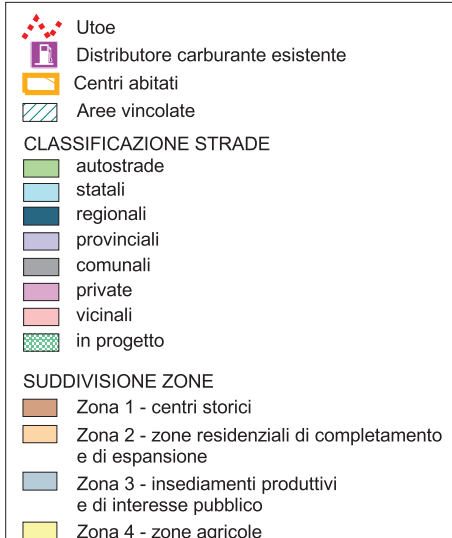 Utoe
Distributore carburante esistente
Centri abitati
Aree vincolate
CLASSIFICAZIONE STRADE
autostrade
statali
regionali
provinciali
comunali
private
vicinali
in progetto
SUDDIVISIONE ZONE
Zona 1 - centri storici
Zona 2 - zone residenziali di completamento
e di espansione
Zona 3 - insediamenti produttivi
e di interesse pubblico
Zona 4 - zone agricole